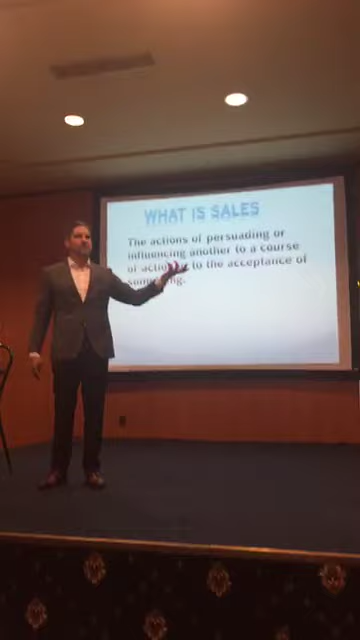 WHAT IS SALES
The actions of persuading or
influencing another to a course
of to the acceptance of